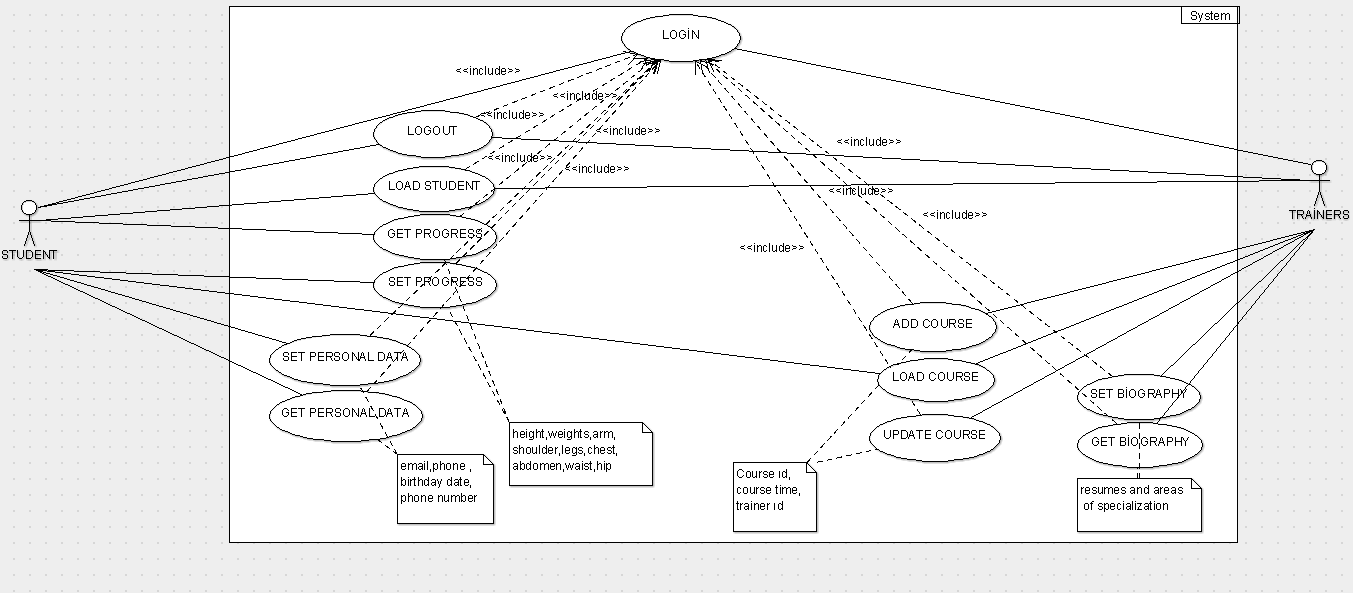 System
LOGİN
<<include>>
<<include>>
<<include>>
<<include>>
<<include>>
<<include>>
<<include>>
<<include>>
<<include>>
<<include>>
LOGOUT
LOAD STUDENT
GET PROGRESS
SET PROGRESS
STUDENT
TRAİNERS
SET PERSONAL DATA
GET PERSONAL DATA
ADD COURSE
LOAD COURSE
UPDATE COURSE
SET BİOGRAPHY
GET BİOGRAPHY
email,phone ,
birthday date,
phone number
height,weights,arm,
shoulder,legs,chest,
abdomen,waist,hip
Course ıd,
course time,
trainer ıd
resumes and areas
of specialization